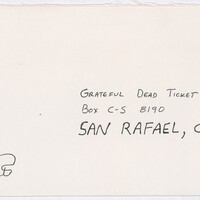 GRATEFUL DEAD TICKET
BOX C-S 8190
SAN RAFAEL, C